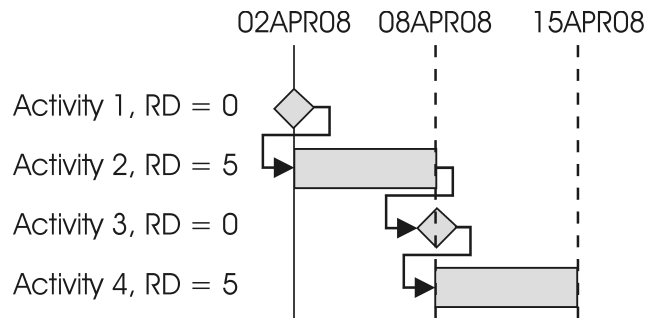 02APR08 08APR08 15APR08
Activity 1, RD = 0
Activity 2, RD = 5
Activity 3, RD = 0
Activity 4, RD = 5